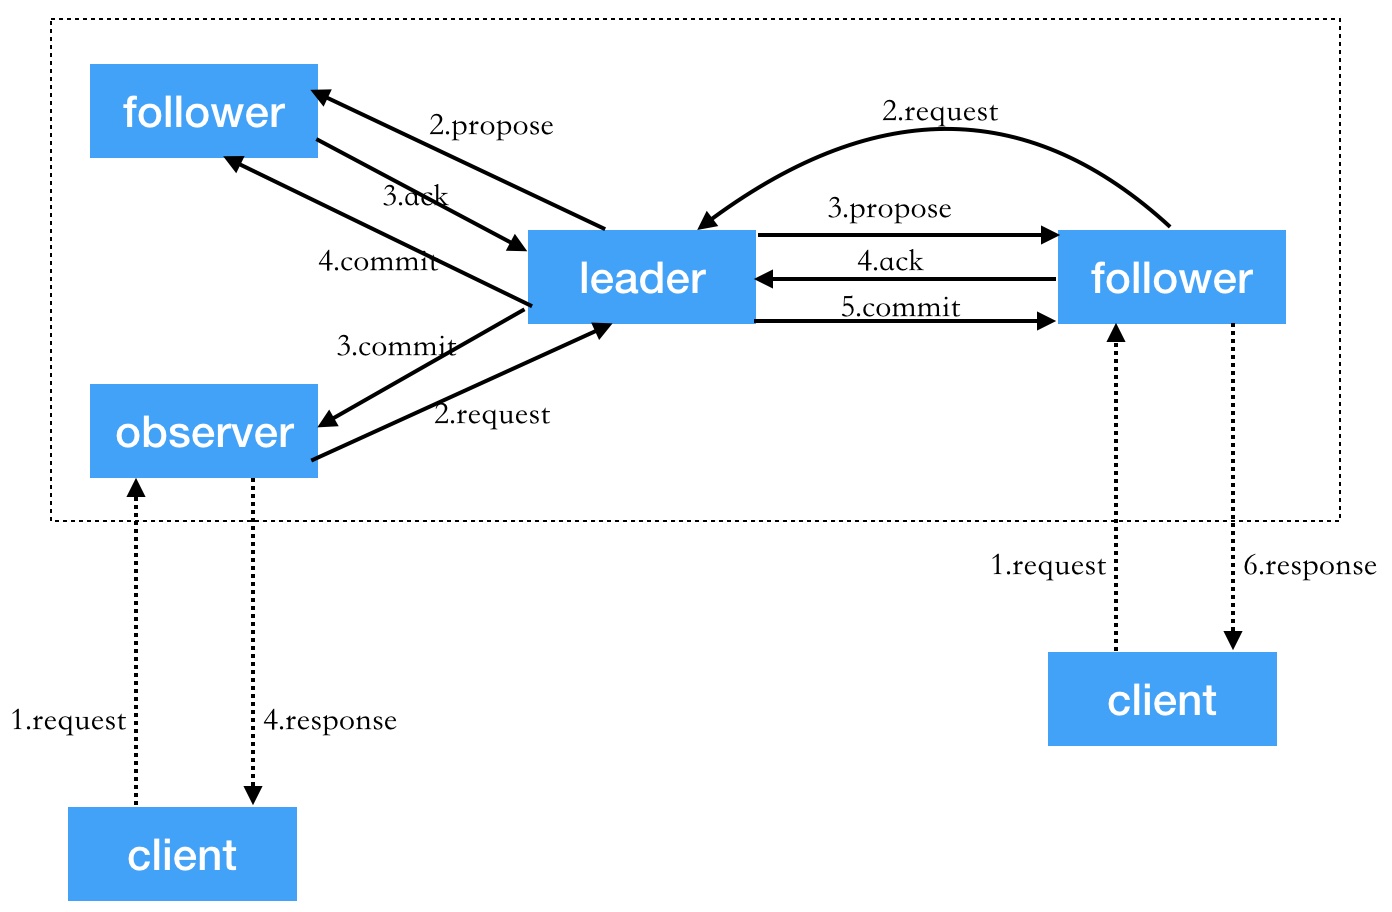 follower
2.propose
2.request
3.ack
3.propose
4.commit
leader
4.ack
follower
5.commit
3.commit
2.request
observer
1.request
6.response
client
1.request
4.response
client